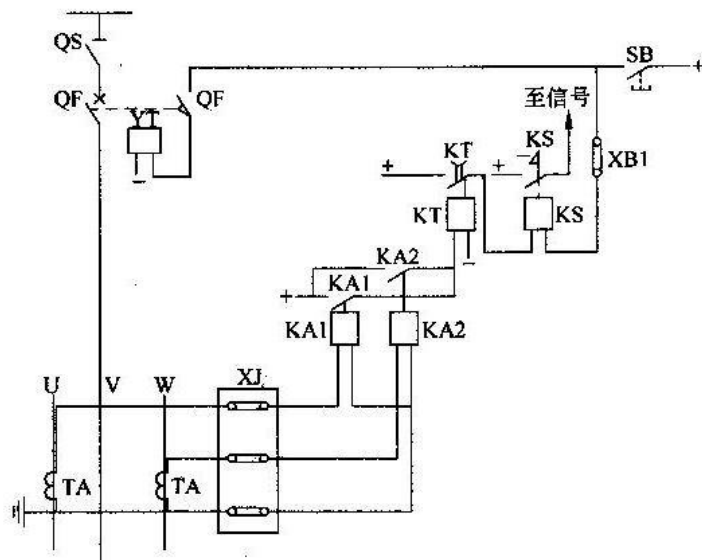 QS
SB
+
QF
YT
QF
至信号
+
KT
+
KS
XB1
KT
KS
KA2
+
KA1
KA1
KA2
U
V
W
XJ
TA
TA